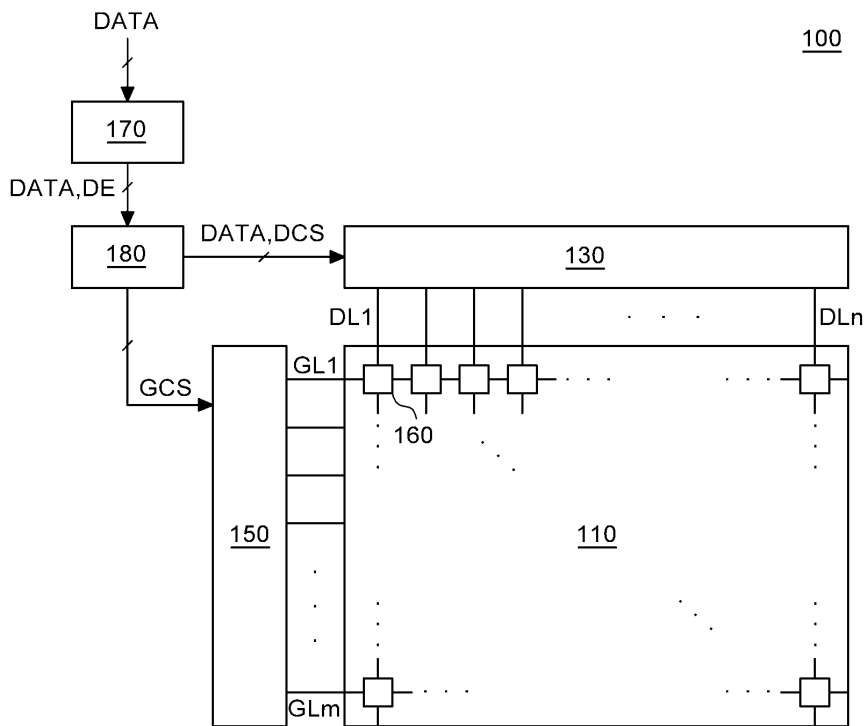 DATA
100
170
DATA,DE
180
DATA,DCS
130
DL1
DLn
GL1
GCS
160
150
110
GLm